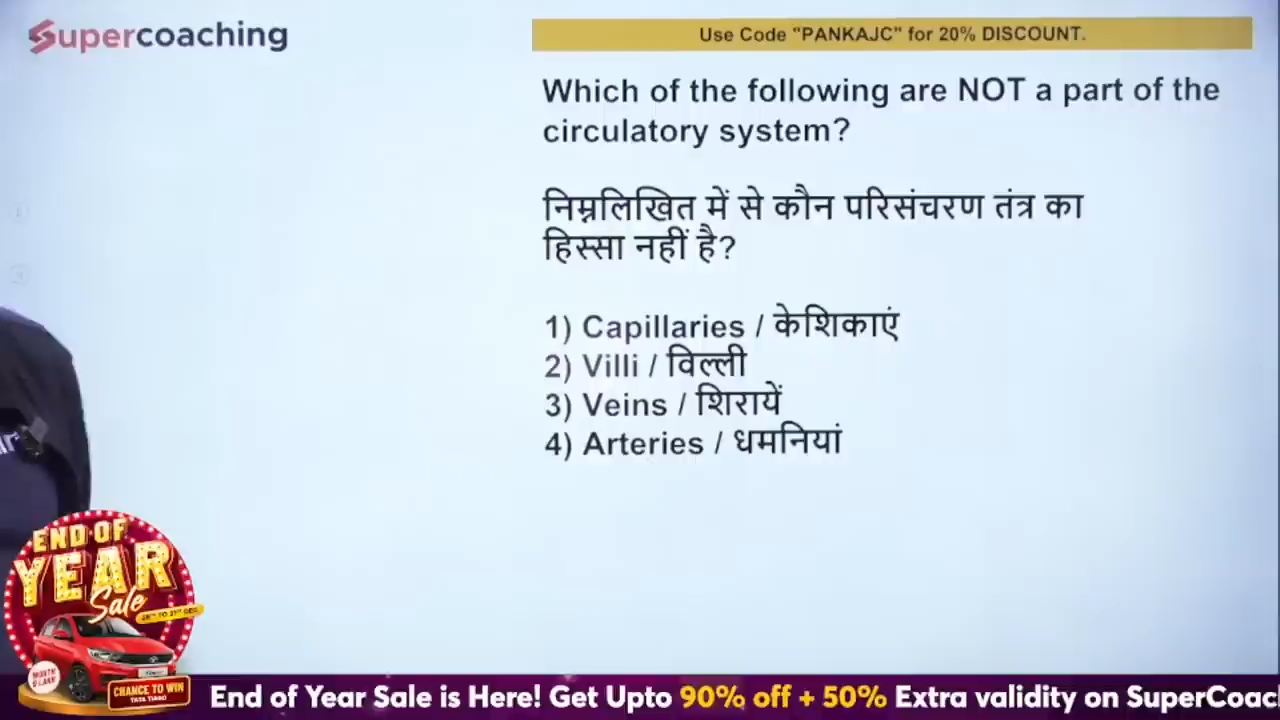 Supercoaching
Use Code "PANKAJC" for 20% DISCOUNT.
Which of the following are NOT a part of the
circulatory system?
निम्नलिखित में से कौन परिसंचरण तंत्र का
हिस्सा नहीं है?
1) Capillaries / केशिकाएं
2) Villi / विल्ली
3) Veins / शिरायें
4) Arteries / धमनियां
END OF
YEAR
Sale
CHANCE TO WIN
End of Year Sale is Here! Get Upto 90% off + 50% Extra validity on SuperCoac